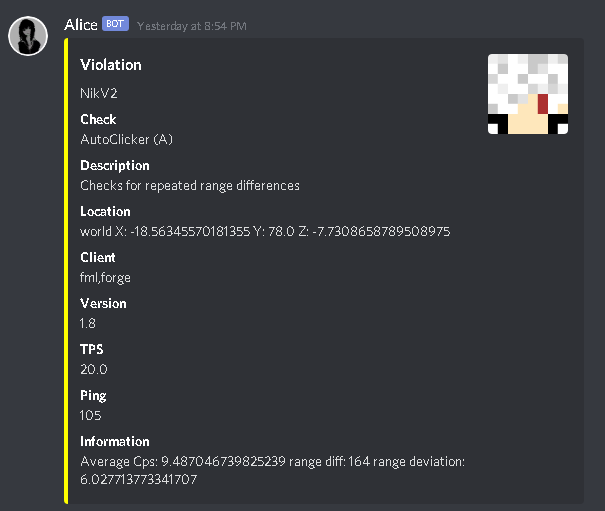 Alice BOT Yesterday at 8:54 PM
Violation
NikV2
Check
AutoClicker (A)
Description
Checks for repeated range differences
Location
world X: -18.56345570181355 Y: 78.0 Z: -7.7308658789508975
Client
fml,forge
Version
1.8
TPS
20.0
Ping
105
Information
Average Cps: 9.487046739825239 range diff: 164 range deviation:
6.027713773341707